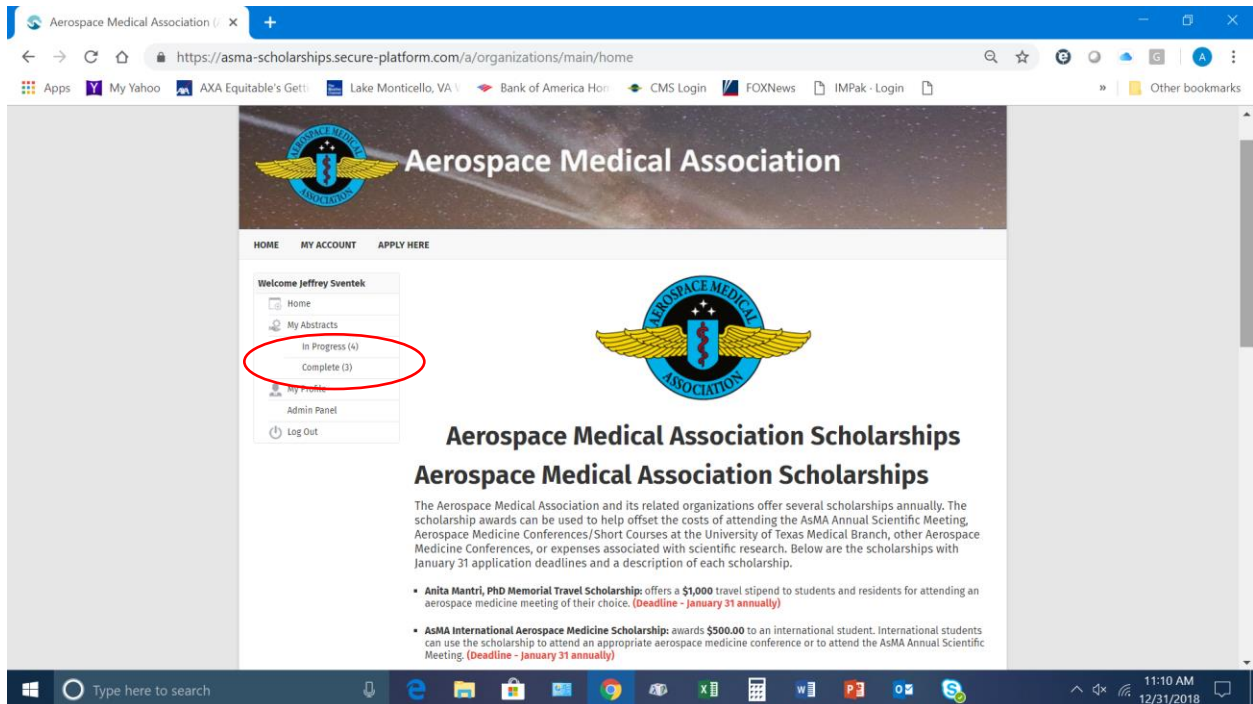 Aerospace Medical Association (A
https://asma-scholarships.secure-platform.com/a/organizations/main/home
Apps My Yahoo AXA Equitable's Getti Lake Monticello, VA Bank of America Hom CMS Login FOXNews IMPak - Login » Other bookmarks
AEROSPACE MEDICAL ASSOCIATION
Aerospace Medical Association
HOME MY ACCOUNT APPLY HERE
Welcome Jeffrey Sventek
Home
My Abstracts
In Progress (4)
Complete (3)
My Profile
Admin Panel
Log Out
AEROSPACE MEDICAL ASSOCIATION
Aerospace Medical Association Scholarships
Aerospace Medical Association Scholarships
The Aerospace Medical Association and its related organizations offer several scholarships annually. The
scholarship awards can be used to help offset the costs of attending the AsMA Annual Scientific Meeting,
Aerospace Medicine Conferences/Short Courses at the University of Texas Medical Branch, other Aerospace
Medicine Conferences, or expenses associated with scientific research. Below are the scholarships with
January 31 application deadlines and a description of each scholarship.
▪ Anita Mantri, PhD Memorial Travel Scholarship: offers a $1,000 travel stipend to students and residents for attending an
aerospace medicine meeting of their choice. (Deadline - January 31 annually)
▪ AsMA International Aerospace Medicine Scholarship: awards $500.00 to an international student. International students
can use the scholarship to attend an appropriate aerospace medicine conference or to attend the AsMA Annual Scientific
Meeting. (Deadline - January 31 annually)
Type here to search
11:10 AM
12/31/2018